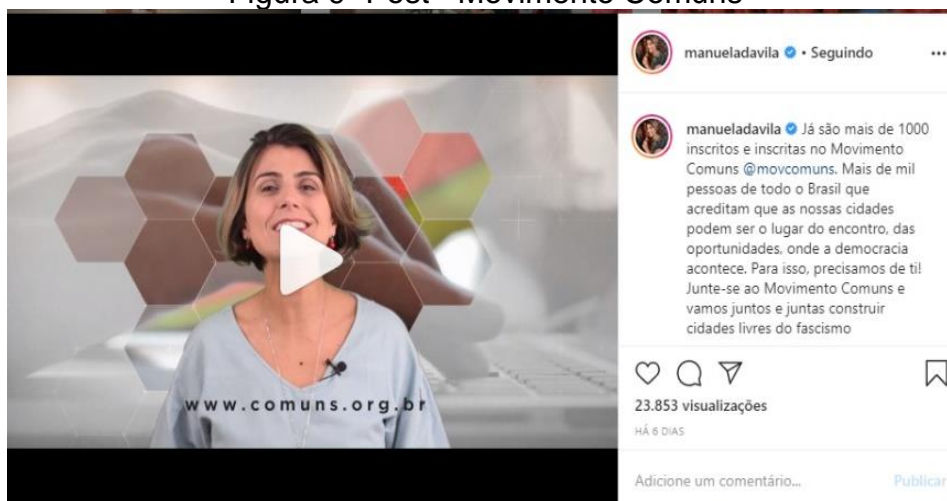 manueladavila • Seguindo
manueladavila Já são mais de 1000
inscritos e inscritas no Movimento
Comuns @movcomuns. Mais de mil
pessoas de todo o Brasil que
acreditam que as nossas cidades
podem ser o lugar do encontro, das
oportunidades, onde a democracia
acontece. Para isso, precisamos de ti!
Junte-se ao Movimento Comuns e
vamos juntos e juntas construir
cidades livres do fascismo
www.comuns.org.br
23.853 visualizações
HÁ 6 DIAS
Adicione um comentário... Publicar